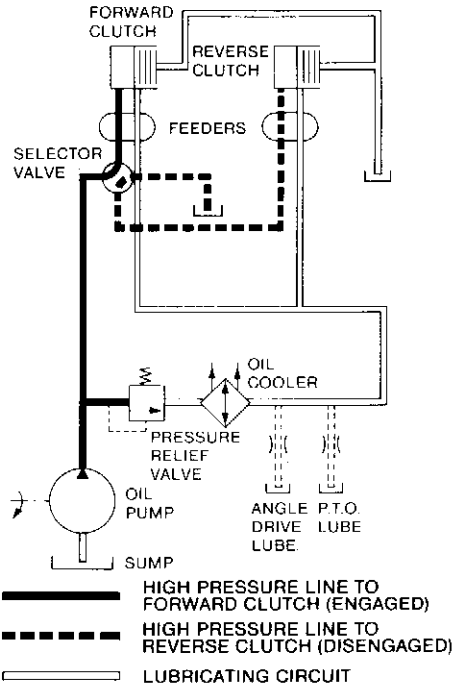 FORWARD
CLUTCH
REVERSE
CLUTCH
FEEDERS
SELECTOR
VALVE
OIL
COOLER
PRESSURE
RELIEF
VALVE
OIL
PUMP
ANGLE
DRIVE
LUBE
P.T.O.
LUBE
SUMP
HIGH PRESSURE LINE TO
FORWARD CLUTCH (ENGAGED)
HIGH PRESSURE LINE TO
REVERSE CLUTCH (DISENGAGED)
LUBRICATING CIRCUIT